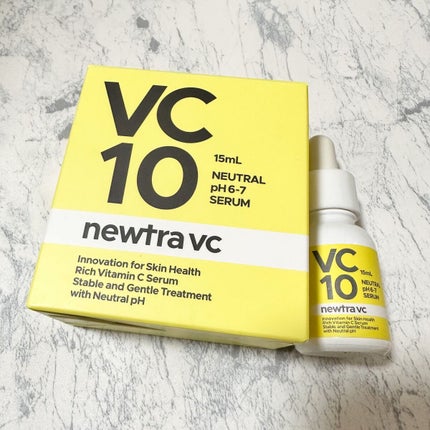 VC
10
15mL
NEUTRAL
pH 6-7
SERUM
newtra vc
Innovation for Skin Health
Rich Vitamin C Serum
Stable and Gentle Treatment
with Neutral pH
VC
10
15mL
NEUTRAL
pH 6-7
SERUM
newtra vc
Innovation for Skin Health
Rich Vitamin C Serum
Stable and Gentle Treatment
with Neutral pH